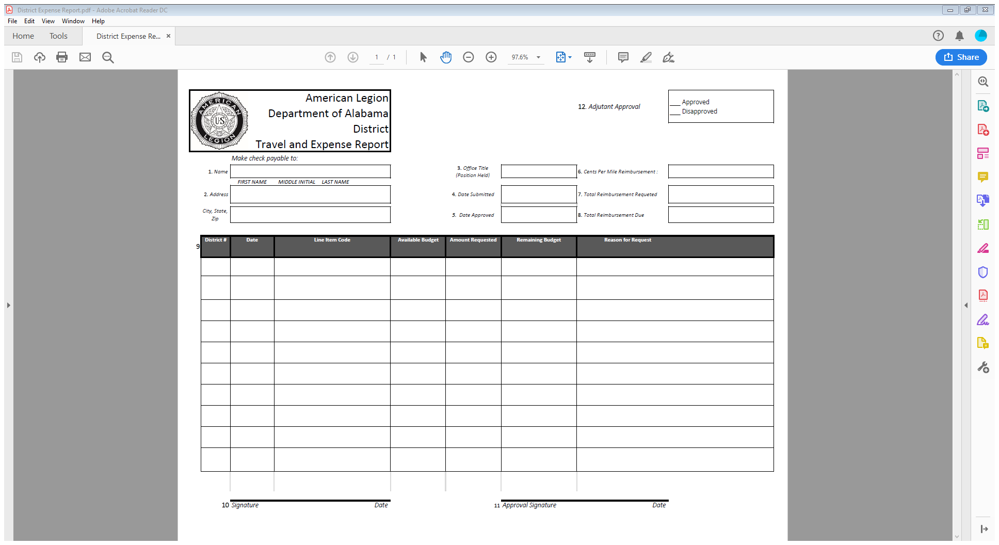 District Expense Report.pdf - Adobe Acrobat Reader DC
File Edit View Window Help
Home Tools District Expense Re... ×
1 / 1 97.6% Share
AMERICAN LEGION
U·S
American Legion
Department of Alabama
District
Travel and Expense Report
12. Adjutant Approval
___ Approved
___ Disapproved
Make check payable to:
1. Name
FIRST NAME MIDDLE INITIAL LAST NAME
2. Address
City, State,
Zip
3. Office Title
(Position Held)
4. Date Submitted
5. Date Approved
6. Cents Per Mile Reimbursement :
7. Total Reimbursement Requeted
8. Total Reimbursement Due
9 District # Date Line Item Code Available Budget Amount Requested Remaining Budget Reason for Request
10 Signature Date
11 Approval Signature Date